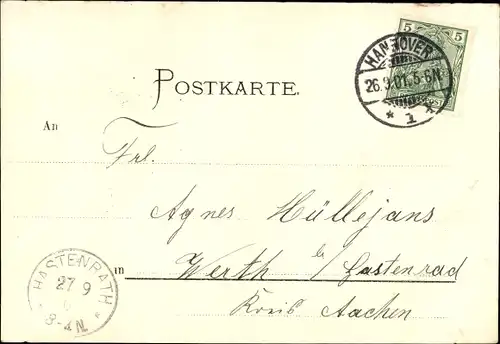 5
HANNOVER
26.9.01.5-6N.
* 1 *
POSTKARTE.
An
Frl.
Agnes Hüllejans
in Werth b/ Hastenrad
Kreis Aachen
HASTENRATH
27 9
8-
N.